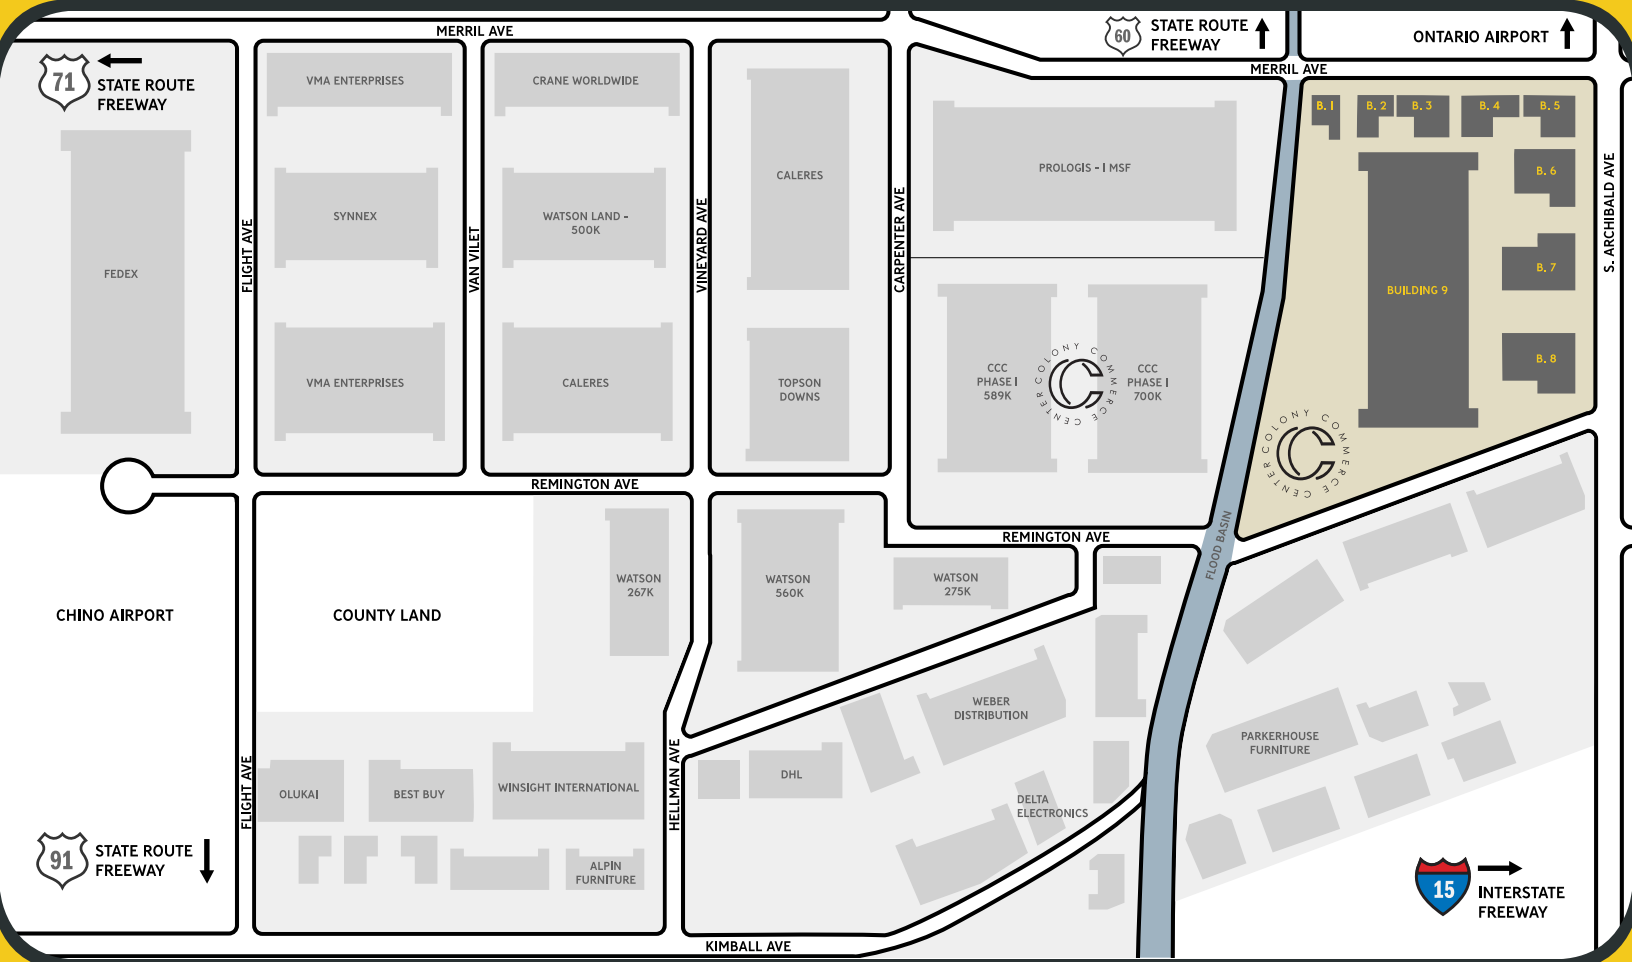 MERRIL AVE
60
STATE ROUTE
FREEWAY
ONTARIO AIRPORT
71
STATE ROUTE
FREEWAY
MERRIL AVE
VMA ENTERPRISES
CRANE WORLDWIDE
B. 1
B. 2
B. 3
B. 4
B. 5
CALERES
PROLOGIS - I MSF
B. 6
S. ARCHIBALD AVE
SYNNEX
WATSON LAND -
500K
FLIGHT AVE
VAN VILET
VINEYARD AVE
CARPENTER AVE
FEDEX
B. 7
BUILDING 9
VMA ENTERPRISES
CALERES
TOPSON
DOWNS
CCC
PHASE I
589K
COLONY COMMERCE CENTER
CCC
PHASE I
700K
B. 8
COLONY COMMERCE CENTER
REMINGTON AVE
REMINGTON AVE
FLOOD BASIN
WATSON
267K
WATSON
560K
WATSON
275K
CHINO AIRPORT
COUNTY LAND
WEBER
DISTRIBUTION
PARKERHOUSE
FURNITURE
FLIGHT AVE
HELLMAN AVE
OLUKAI
BEST BUY
WINSIGHT INTERNATIONAL
DHL
DELTA
ELECTRONICS
91
STATE ROUTE
FREEWAY
ALPIN
FURNITURE
15
INTERSTATE
FREEWAY
KIMBALL AVE